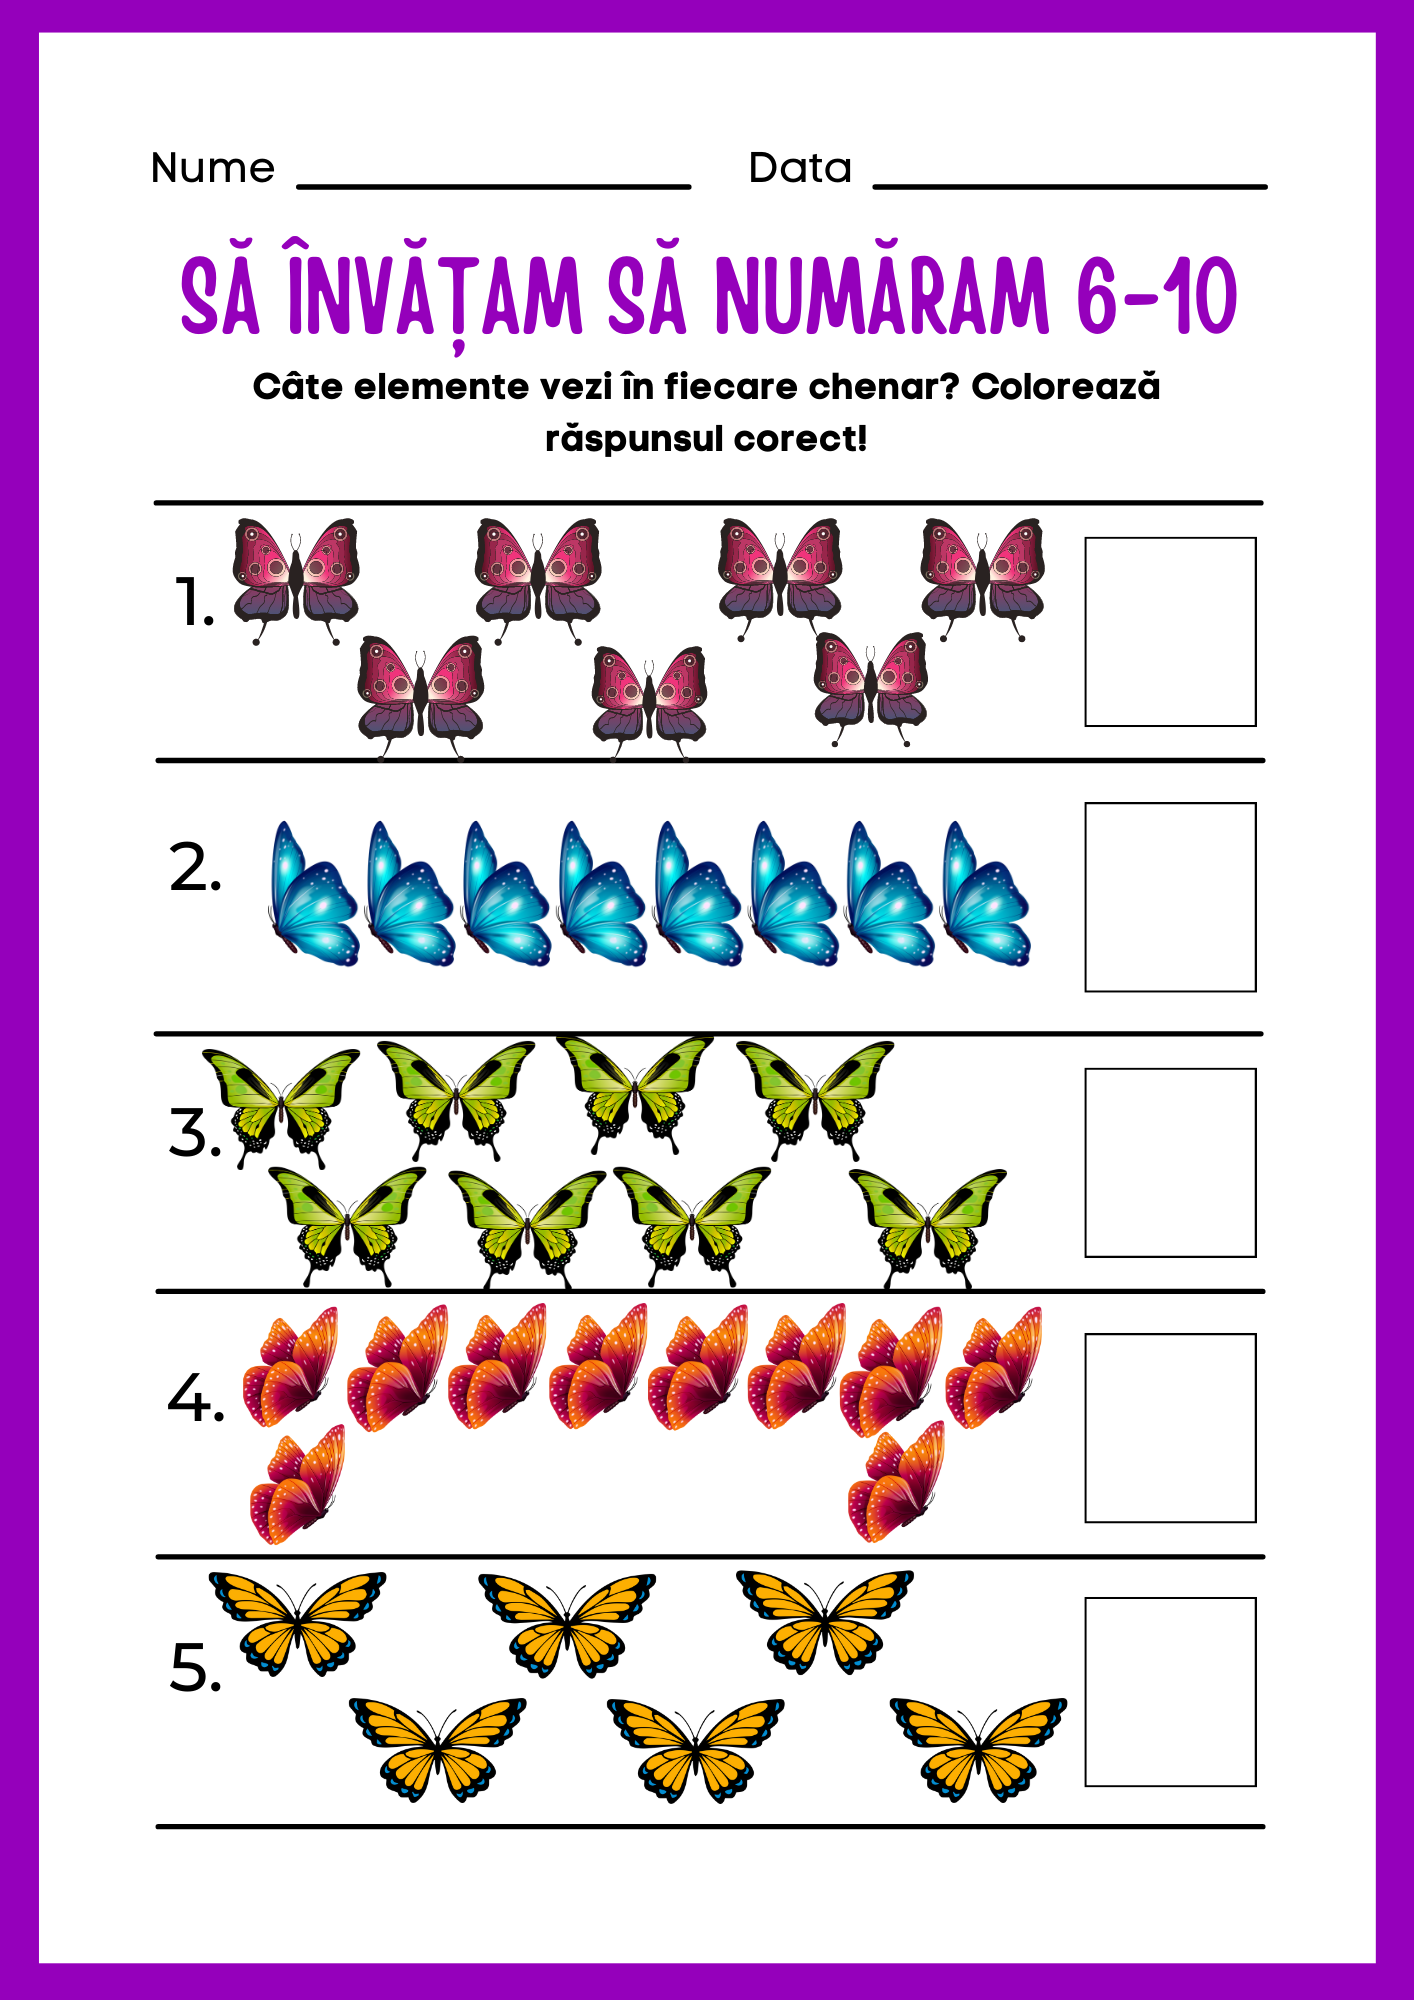 Nume
Data
SĂ ÎNVĂȚAM SĂ NUMĂRAM 6-10
Câte elemente vezi în fiecare chenar? Colorează
răspunsul corect!
1.
2.
3.
4.
5.